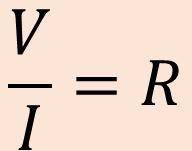 V/I = R